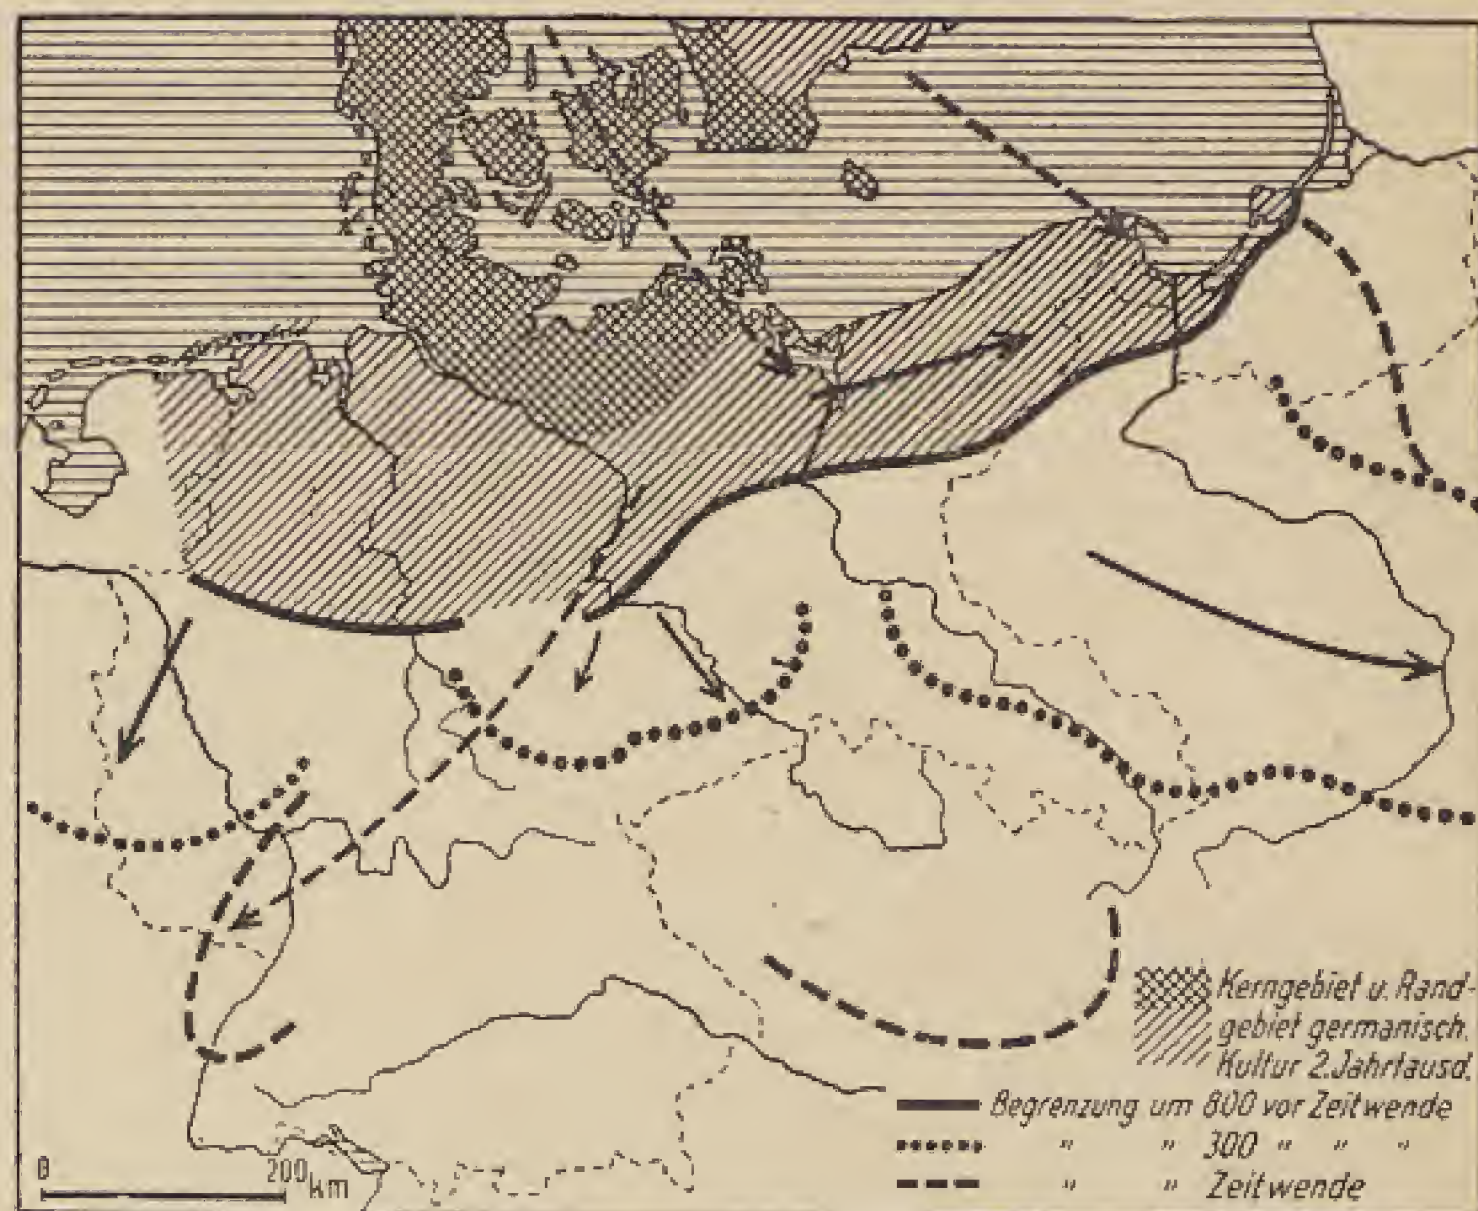 Kerngebiet u. Rand-
gebiet germanisch.
Kultur 2.Jahrtausd.
Begrenzung um 800 vor Zeitwende
" " 300 " " "
" " Zeitwende
0 200 km